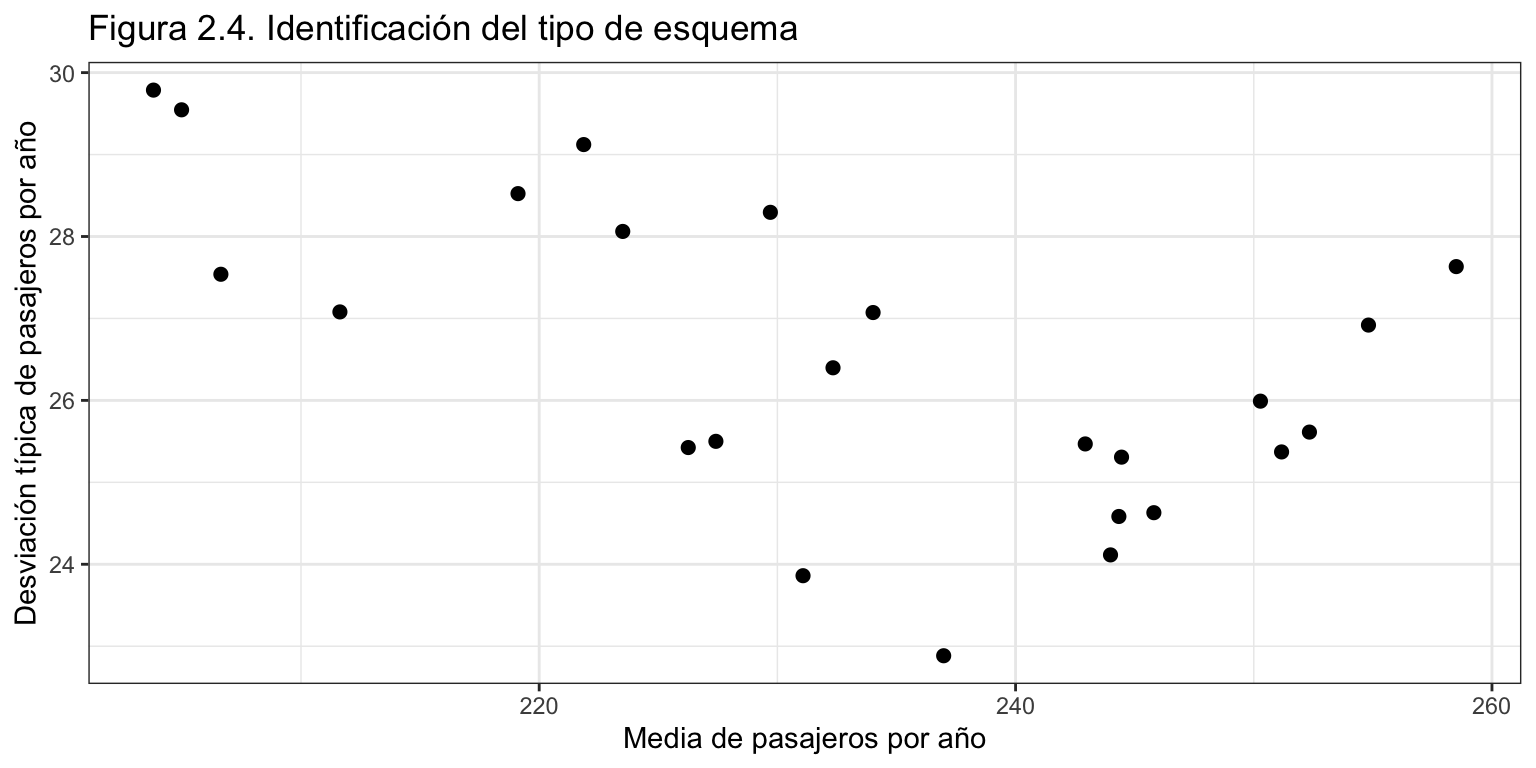 Figura 2.4. Identificación del tipo de esquema
Desviación típica de pasajeros por año
30
28
26
24
220
240
260
Media de pasajeros por año